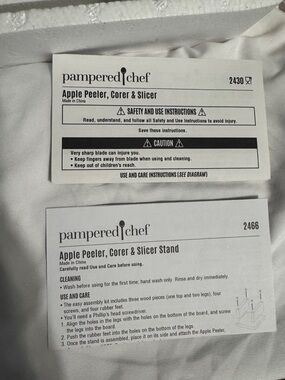 pampered chef 2430
Apple Peeler, Corer & Slicer
Made in China
⚠ SAFETY AND USE INSTRUCTIONS ⚠
Read, understand, and follow all Safety and Use Instructions to avoid injury.
Save these instructions.
⚠ CAUTION ⚠
Very sharp blade can injure you.
• Keep fingers away from blade when using and cleaning.
• Keep out of children's reach.
USE AND CARE INSTRUCTIONS (SEE DIAGRAM)
pampered chef 2466
Apple Peeler, Corer & Slicer Stand
Made in China
Carefully read Use and Care before using.
CLEANING
• Wash before using for the first time; hand wash only. Rinse and dry immediately.
USE AND CARE
• The easy assembly kit includes three wood pieces (one top and two legs), four
screws, and four rubber feet.
• You'll need a Phillip's head screwdriver.
1. Align the holes in the legs with the holes on the bottom of the board, and screw
the legs into the board.
2. Push the rubber feet into the holes on the bottom of the legs.
3. Once the stand is assembled, place it on its side and attach the Apple Peeler,